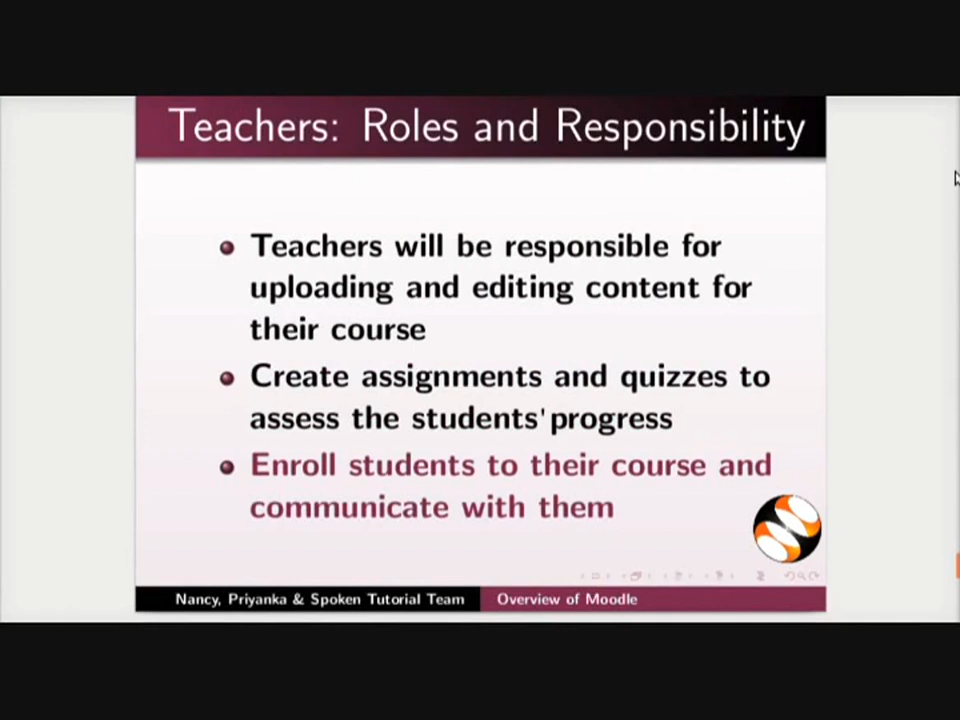 Teachers: Roles and Responsibility
Teachers will be responsible for
uploading and editing content for
their course
Create assignments and quizzes to
assess the students'progress
Enroll students to their course and
communicate with them
Nancy, Priyanka & Spoken Tutorial Team
Overview of Moodle